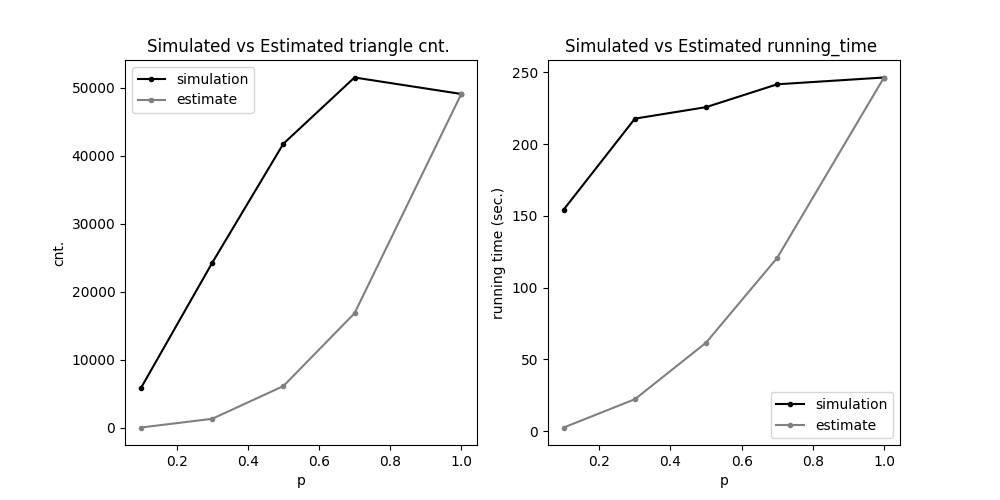 Simulated vs Estimated triangle cnt.
simulation
estimate
50000
40000
30000
20000
10000
0
cnt.
0.2 0.4 0.6 0.8 1.0
p
Simulated vs Estimated running_time
250
200
150
100
50
0
running time (sec.)
simulation
estimate
0.2 0.4 0.6 0.8 1.0
p